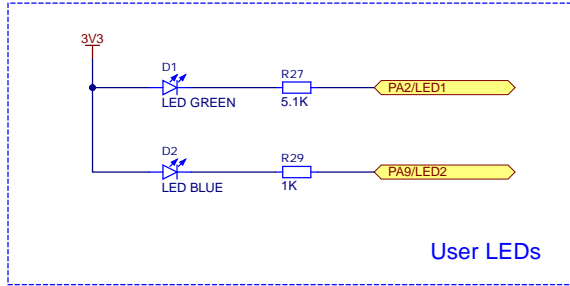 3V3
D1
LED GREEN
R27
5.1K
PA2/LED1
D2
LED BLUE
R29
1K
PA9/LED2
User LEDs